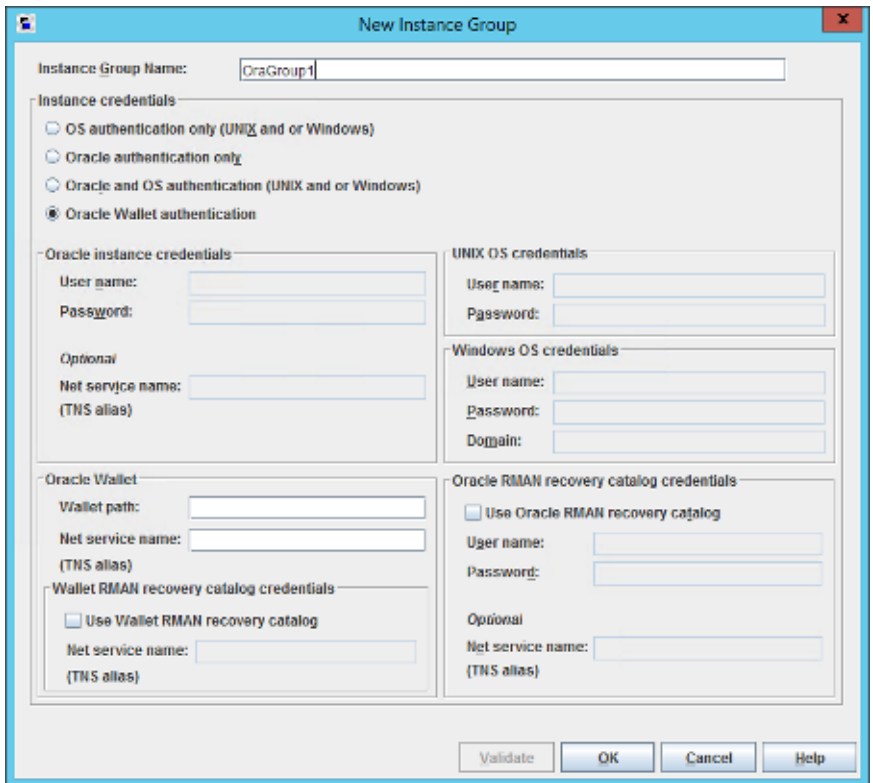 New Instance Group
Instance Group Name: OraGroup1
Instance credentials
OS authentication only (UNIX and or Windows)
Oracle authentication only
Oracle and OS authentication (UNIX and or Windows)
Oracle Wallet authentication
Oracle instance credentials
User name:
Password:
Optional
Net service name:
(TNS alias)
UNIX OS credentials
User name:
Password:
Windows OS credentials
User name:
Password:
Domain:
Oracle Wallet
Wallet path:
Net service name:
(TNS alias)
Wallet RMAN recovery catalog credentials
Use Wallet RMAN recovery catalog
Net service name:
(TNS alias)
Oracle RMAN recovery catalog credentials
Use Oracle RMAN recovery catalog
User name:
Password:
Optional
Net service name:
(TNS alias)
Validate OK Cancel Help